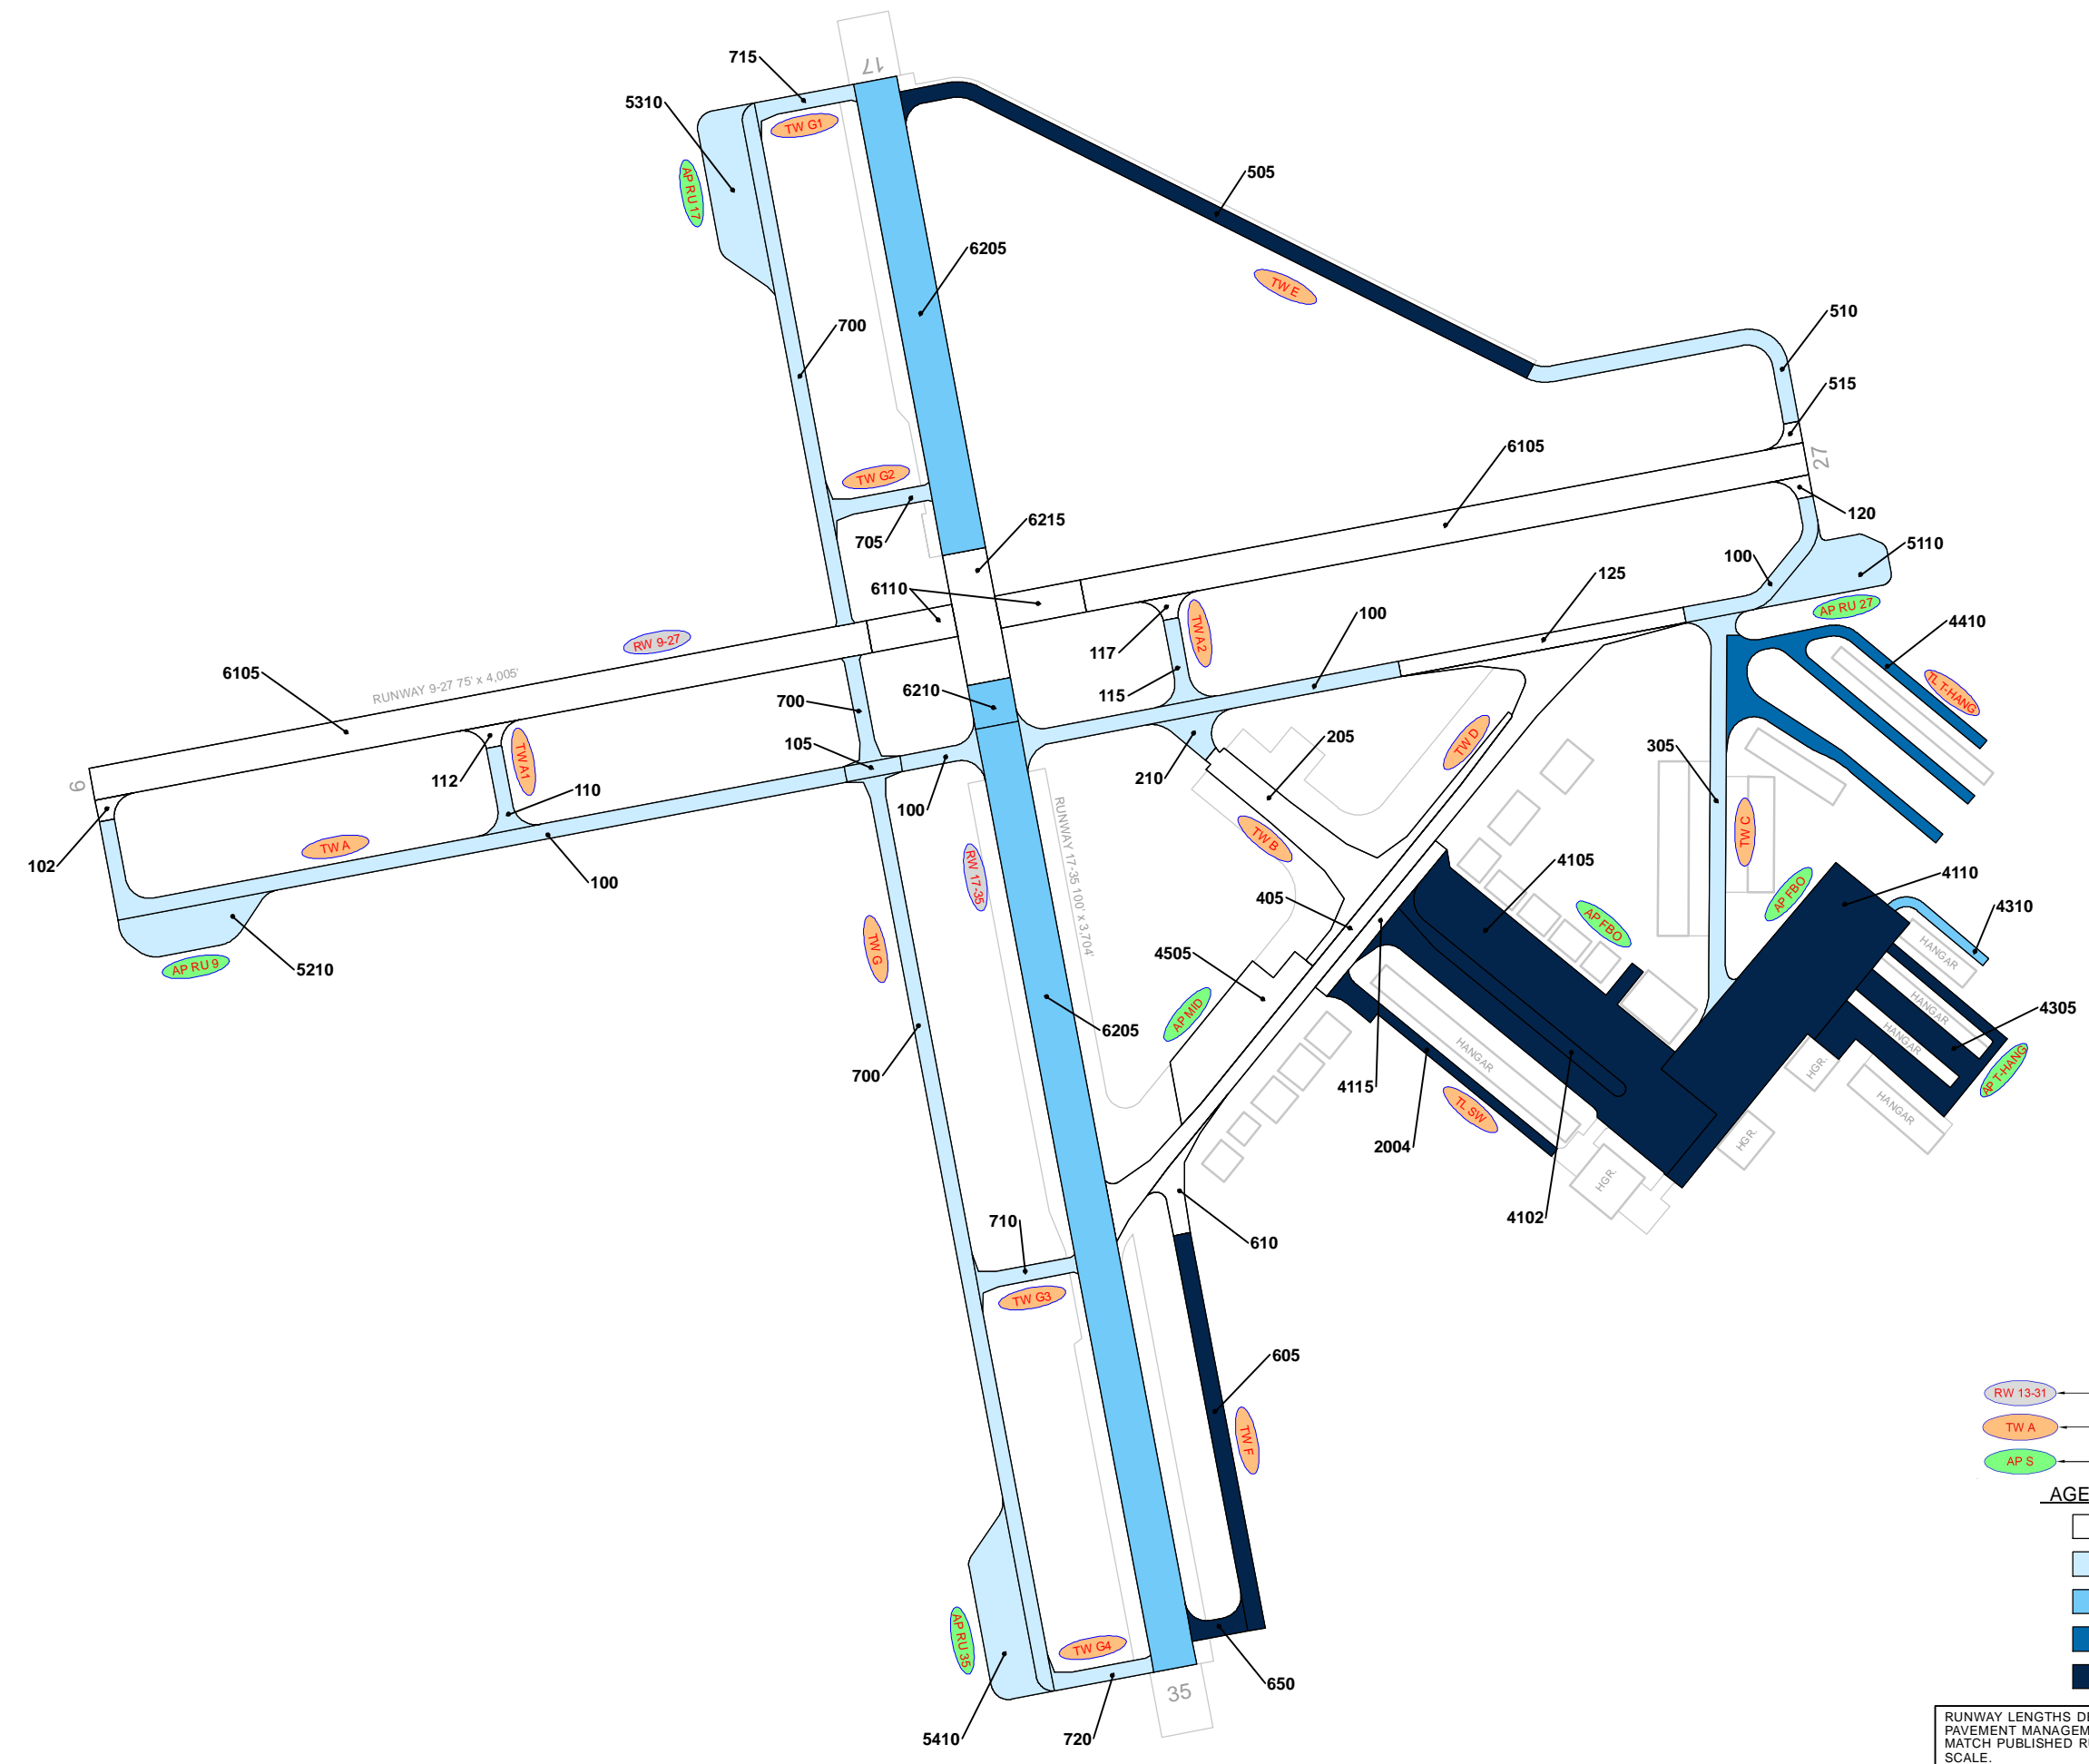 17
715
5310
TW G1
AP RU 17
505
6205
TW E
700
510
515
27
6105
TW G2
705
6215
6110
120
5110
100
125
AP RU 27
4410
TL T-HANG
RW 9-27
6105
RUNWAY 9-27 75' x 4,005'
117
TW A2
100
115
6210
700
105
9
112
TW A1
110
100
102
TW A
100
210
205
TW D
TW B
305
TW C
RW 17-35
RUNWAY 17-35 100' x 3,704'
4105
4110
AP FBO
AP FBO
405
4310
HANGAR
HANGAR
HANGAR
HANGAR
4305
AP T-HANG
HGR.
HGR.
HGR.
HANGAR
AP RU 9
5210
TW G
4505
AP MID
6205
700
4115
TL SW
2004
4102
710
610
TW G3
605
TW F
AP RU 35
TW G4
650
35
5410
720
RW 13-31
TW A
AP S
AGE
RUNWAY LENGTHS DE
PAVEMENT MANAGEM
MATCH PUBLISHED RU
SCALE.